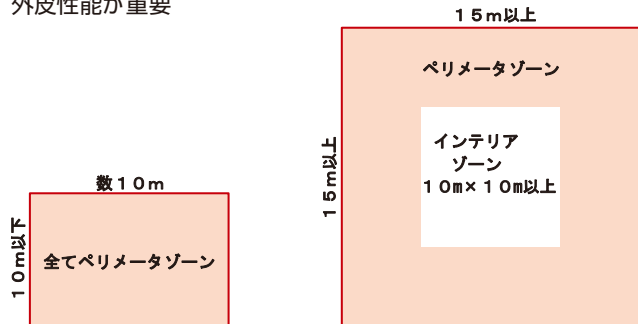 外皮性能が重要
数10m
10m以下
全てペリメータゾーン
15m以上
15m以上
ペリメータゾーン
インテリア
ゾーン
10m×10m以上